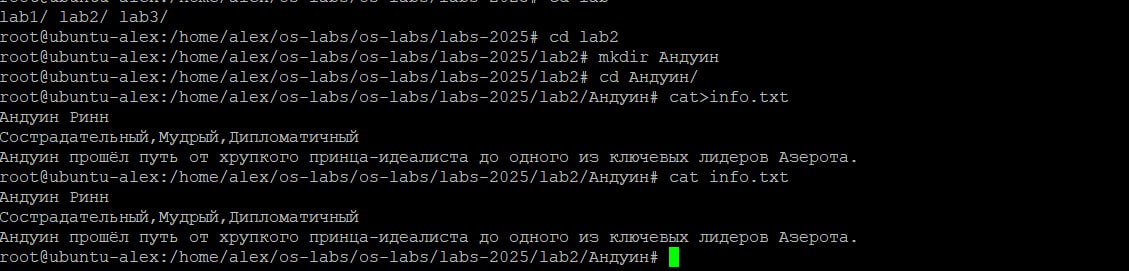 lab1/ lab2/ lab3/
root@ubuntu-alex:/home/alex/os-labs/os-labs/labs-2025# cd lab2
root@ubuntu-alex:/home/alex/os-labs/os-labs/labs-2025/lab2# mkdir Андуин
root@ubuntu-alex:/home/alex/os-labs/os-labs/labs-2025/lab2# cd Андуин/
root@ubuntu-alex:/home/alex/os-labs/os-labs/labs-2025/lab2/Андуин# cat>info.txt
Андуин Ринн
Сострадательный,Мудрый,Дипломатичный
Андуин прошёл путь от хрупкого принца-идеалиста до одного из ключевых лидеров Азерота.
root@ubuntu-alex:/home/alex/os-labs/os-labs/labs-2025/lab2/Андуин# cat info.txt
Андуин Ринн
Сострадательный,Мудрый,Дипломатичный
Андуин прошёл путь от хрупкого принца-идеалиста до одного из ключевых лидеров Азерота.
root@ubuntu-alex:/home/alex/os-labs/os-labs/labs-2025/lab2/Андуин#